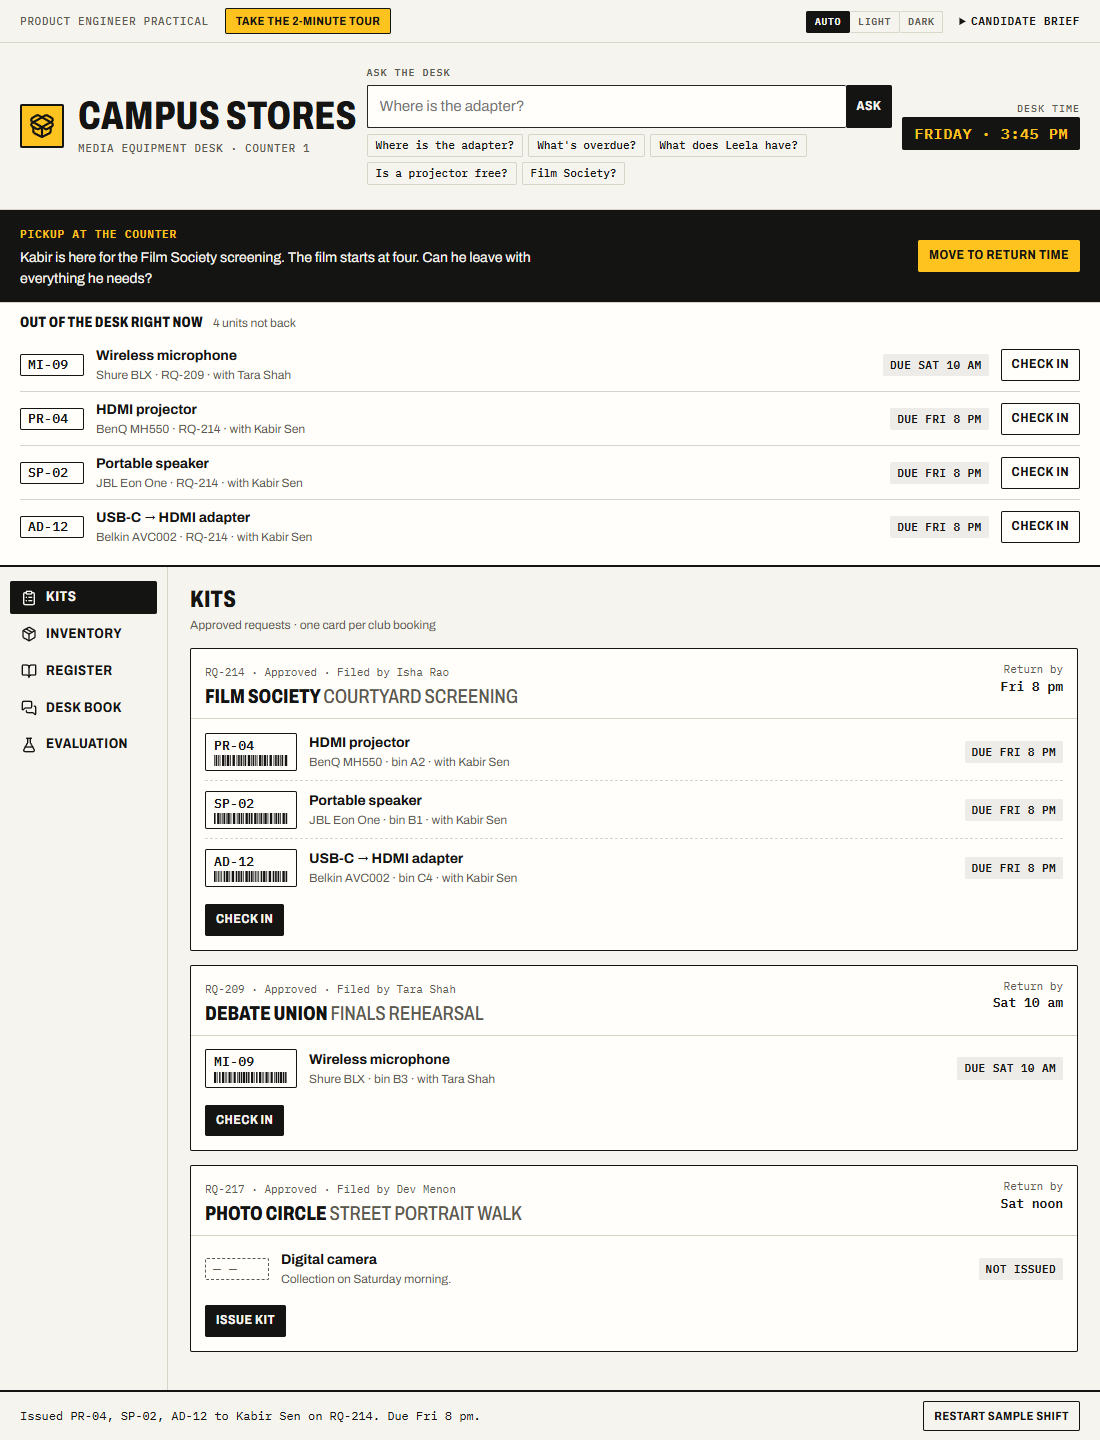 PRODUCT ENGINEER PRACTICAL
TAKE THE 2-MINUTE TOUR
AUTO
LIGHT
DARK
CANDIDATE BRIEF
CAMPUS STORES
MEDIA EQUIPMENT DESK · COUNTER 1
ASK THE DESK
Where is the adapter?
ASK
Where is the adapter?
What's overdue?
What does Leela have?
Is a projector free?
Film Society?
DESK TIME
FRIDAY · 3:45 PM
PICKUP AT THE COUNTER
Kabir is here for the Film Society screening. The film starts at four. Can he leave with
everything he needs?
MOVE TO RETURN TIME
OUT OF THE DESK RIGHT NOW 4 units not back
MI-09
Wireless microphone
Shure BLX · RQ-209 · with Tara Shah
DUE SAT 10 AM
CHECK IN
PR-04
HDMI projector
BenQ MH550 · RQ-214 · with Kabir Sen
DUE FRI 8 PM
CHECK IN
SP-02
Portable speaker
JBL Eon One · RQ-214 · with Kabir Sen
DUE FRI 8 PM
CHECK IN
AD-12
USB-C → HDMI adapter
Belkin AVC002 · RQ-214 · with Kabir Sen
DUE FRI 8 PM
CHECK IN
KITS
INVENTORY
REGISTER
DESK BOOK
EVALUATION
KITS
Approved requests · one card per club booking
RQ-214 · Approved · Filed by Isha Rao
FILM SOCIETY COURTYARD SCREENING
Return by
Fri 8 pm
PR-04
HDMI projector
BenQ MH550 · bin A2 · with Kabir Sen
DUE FRI 8 PM
SP-02
Portable speaker
JBL Eon One · bin B1 · with Kabir Sen
DUE FRI 8 PM
AD-12
USB-C → HDMI adapter
Belkin AVC002 · bin C4 · with Kabir Sen
DUE FRI 8 PM
CHECK IN
RQ-209 · Approved · Filed by Tara Shah
DEBATE UNION FINALS REHEARSAL
Return by
Sat 10 am
MI-09
Wireless microphone
Shure BLX · bin B3 · with Tara Shah
DUE SAT 10 AM
CHECK IN
RQ-217 · Approved · Filed by Dev Menon
PHOTO CIRCLE STREET PORTRAIT WALK
Return by
Sat noon
— —
Digital camera
Collection on Saturday morning.
NOT ISSUED
ISSUE KIT
Issued PR-04, SP-02, AD-12 to Kabir Sen on RQ-214. Due Fri 8 pm.
RESTART SAMPLE SHIFT